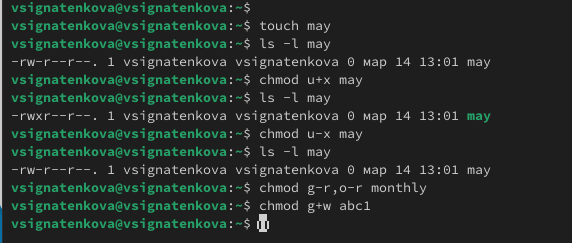 vsignatenkova@vsignatenkova:~$
vsignatenkova@vsignatenkova:~$ touch may
vsignatenkova@vsignatenkova:~$ ls -l may
-rw-r--r--. 1 vsignatenkova vsignatenkova 0 мар 14 13:01 may
vsignatenkova@vsignatenkova:~$ chmod u+x may
vsignatenkova@vsignatenkova:~$ ls -l may
-rwxr--r--. 1 vsignatenkova vsignatenkova 0 мар 14 13:01 may
vsignatenkova@vsignatenkova:~$ chmod u-x may
vsignatenkova@vsignatenkova:~$ ls -l may
-rw-r--r--. 1 vsignatenkova vsignatenkova 0 мар 14 13:01 may
vsignatenkova@vsignatenkova:~$ chmod g-r,o-r monthly
vsignatenkova@vsignatenkova:~$ chmod g+w abc1
vsignatenkova@vsignatenkova:~$